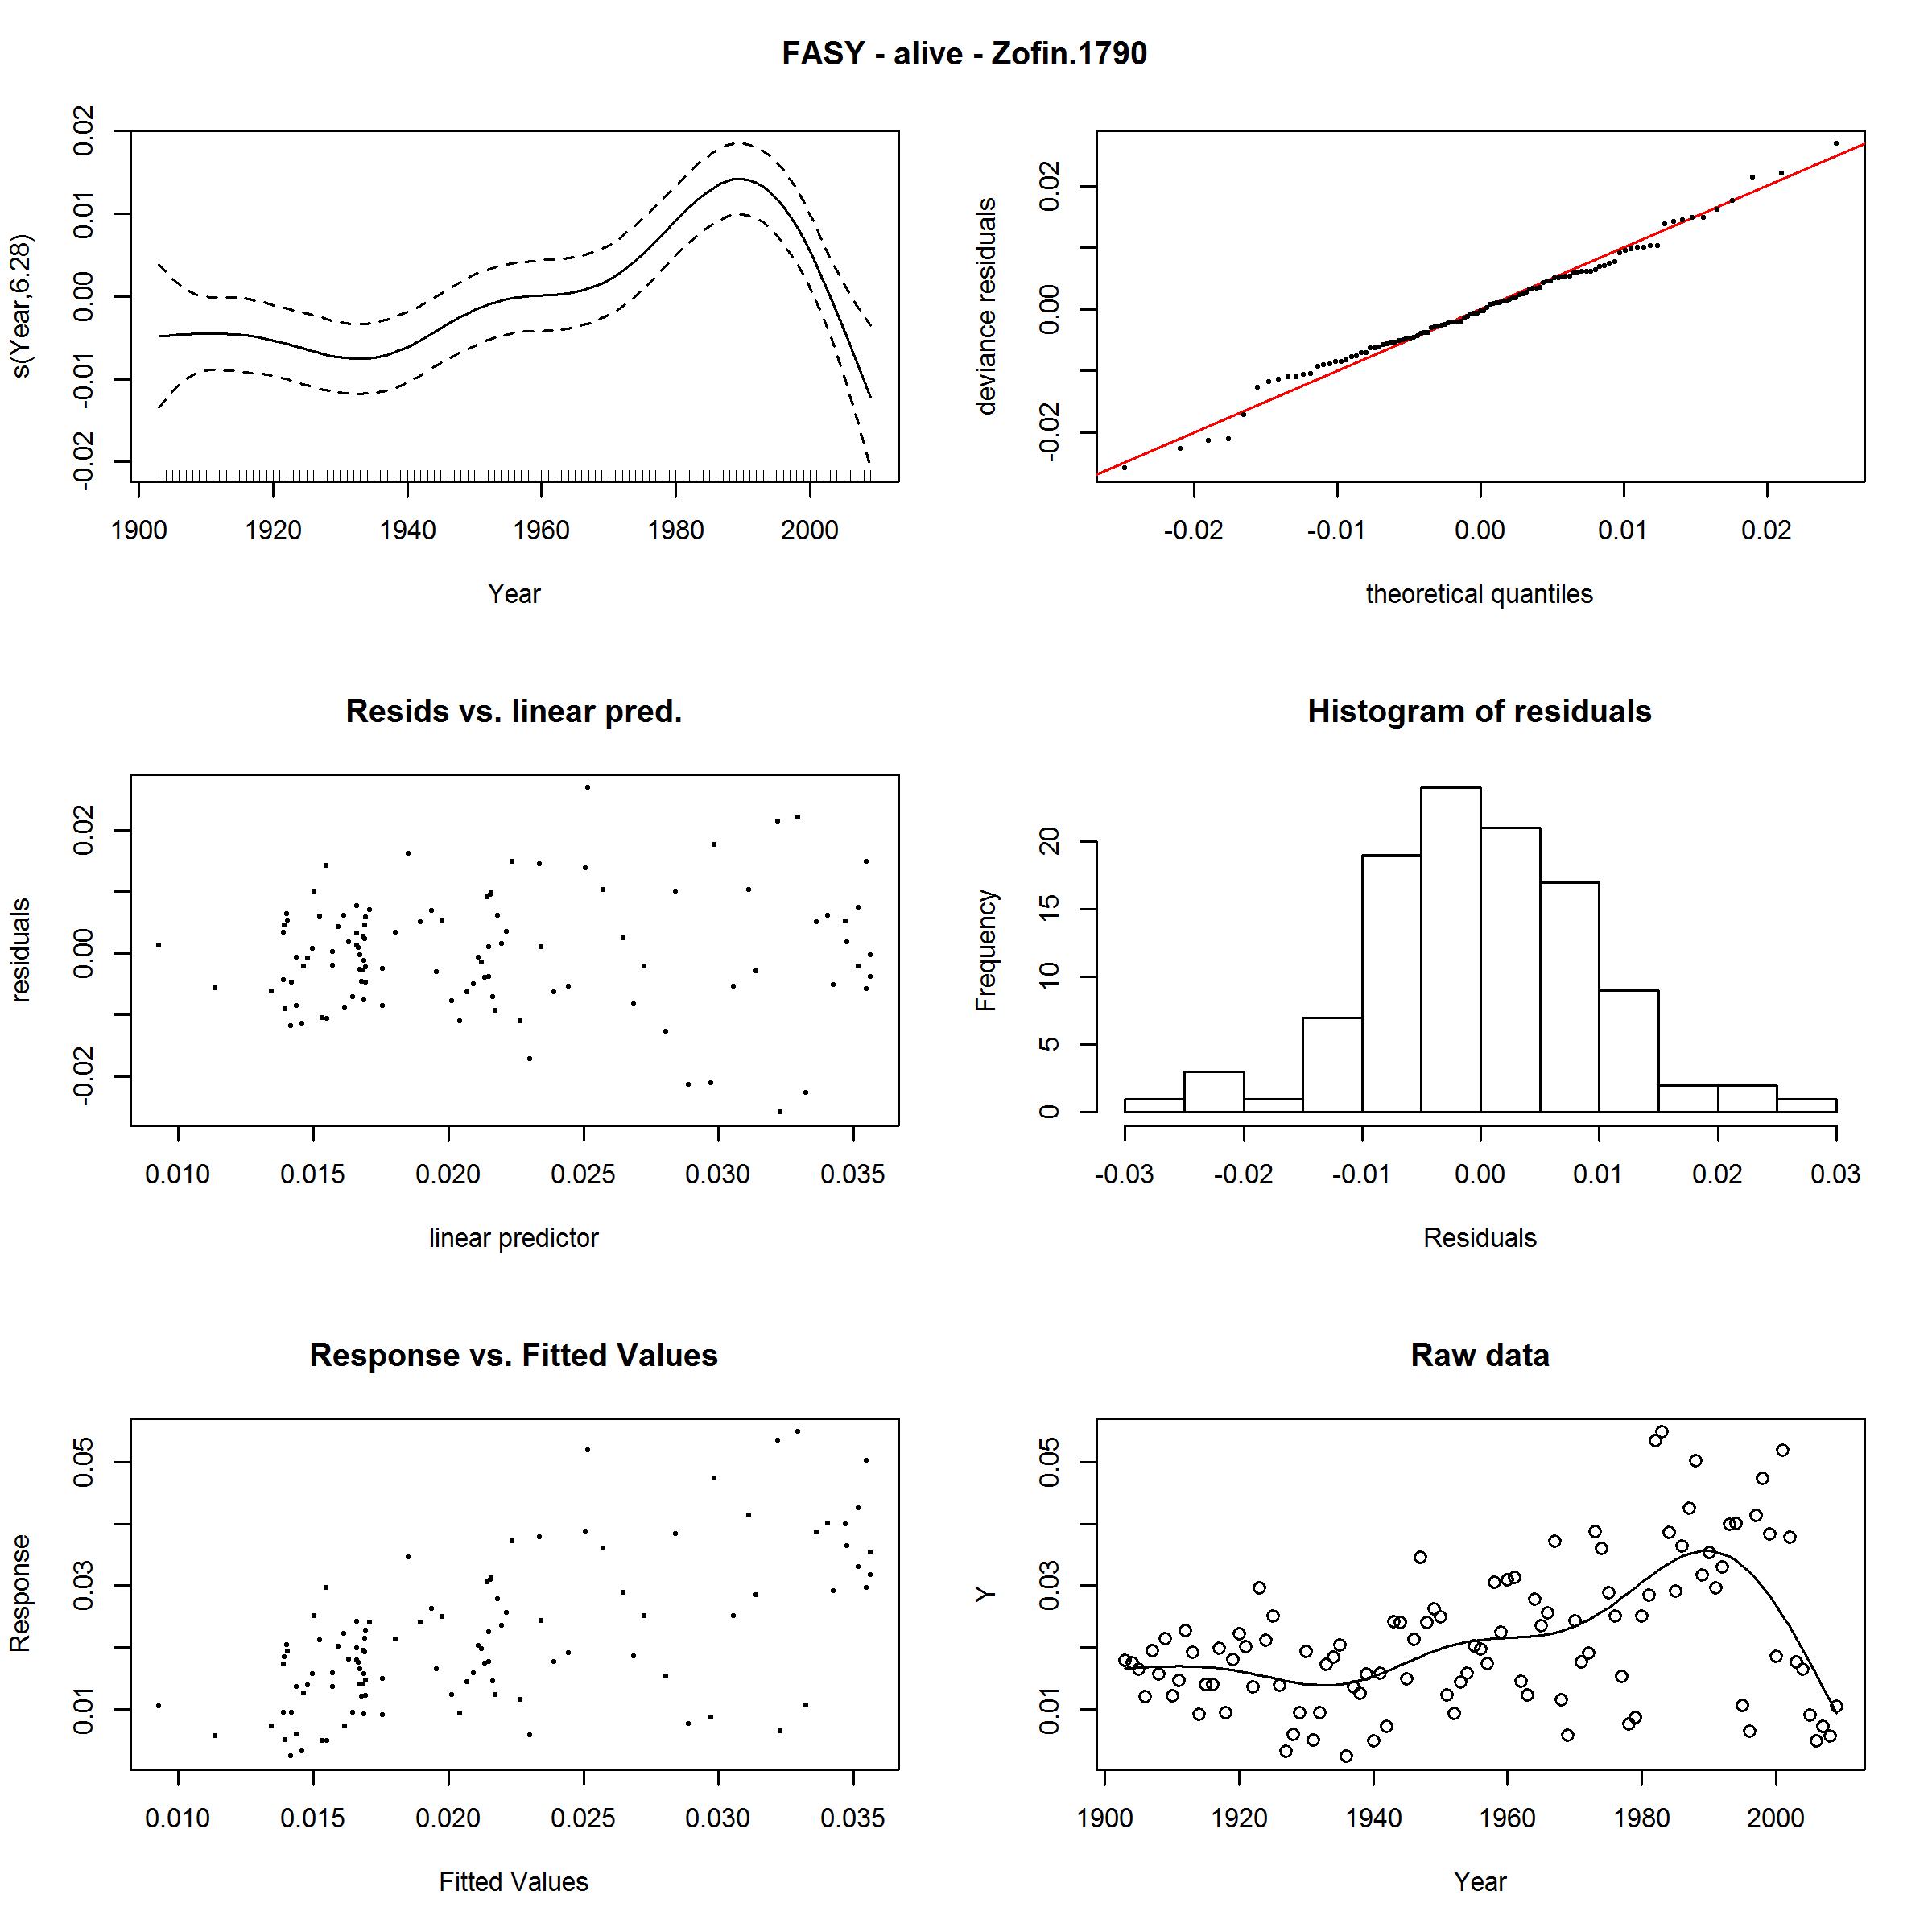 FASY - alive - Zofin.1790
s(Year,6.28)
-0.02 -0.01 0.00 0.01 0.02
1900 1920 1940 1960 1980 2000
Year
deviance residuals
-0.02 0.00 0.02
-0.02 -0.01 0.00 0.01 0.02
theoretical quantiles
Resids vs. linear pred.
residuals
-0.02 0.00 0.02
0.010 0.015 0.020 0.025 0.030 0.035
linear predictor
Histogram of residuals
Frequency
0 5 10 15 20
-0.03 -0.02 -0.01 0.00 0.01 0.02 0.03
Residuals
Response vs. Fitted Values
Response
0.01 0.03 0.05
0.010 0.015 0.020 0.025 0.030 0.035
Fitted Values
Raw data
Y
0.01 0.03 0.05
1900 1920 1940 1960 1980 2000
Year